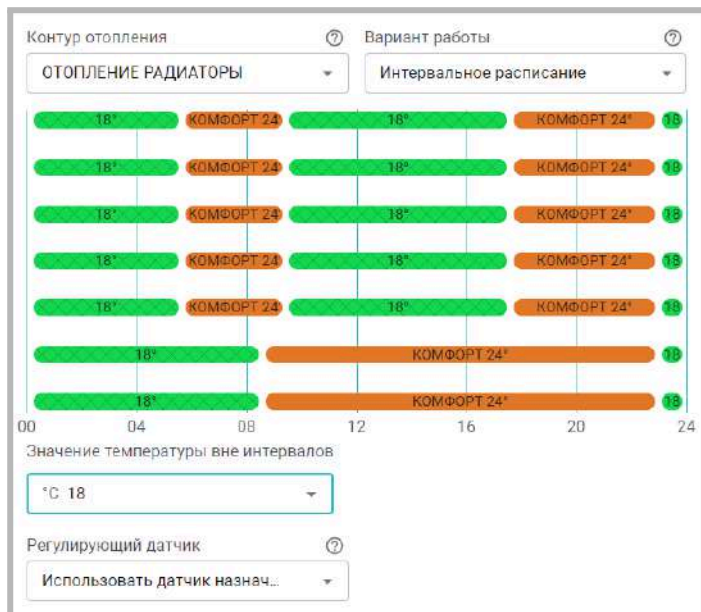 Контур отопления Вариант работы
ОТОПЛЕНИЕ РАДИАТОРЫ Интервальное расписание
18° КОМФОРТ 24° 18° КОМФОРТ 24° 18
18° КОМФОРТ 24° 18° КОМФОРТ 24° 18
18° КОМФОРТ 24 18° КОМФОРТ 24° 18
18° КОМФОРТ 24 18° КОМФОРТ 24° 18
18° КОМФОРТ 24 18° КОМФОРТ 24° 18
18° КОМФОРТ 24° 18
18° КОМФОРТ 24° 18
00 04 08 12 16 20 24
Значение температуры вне интервалов
°C 18
Регулирующий датчик
Использовать датчик назнач...